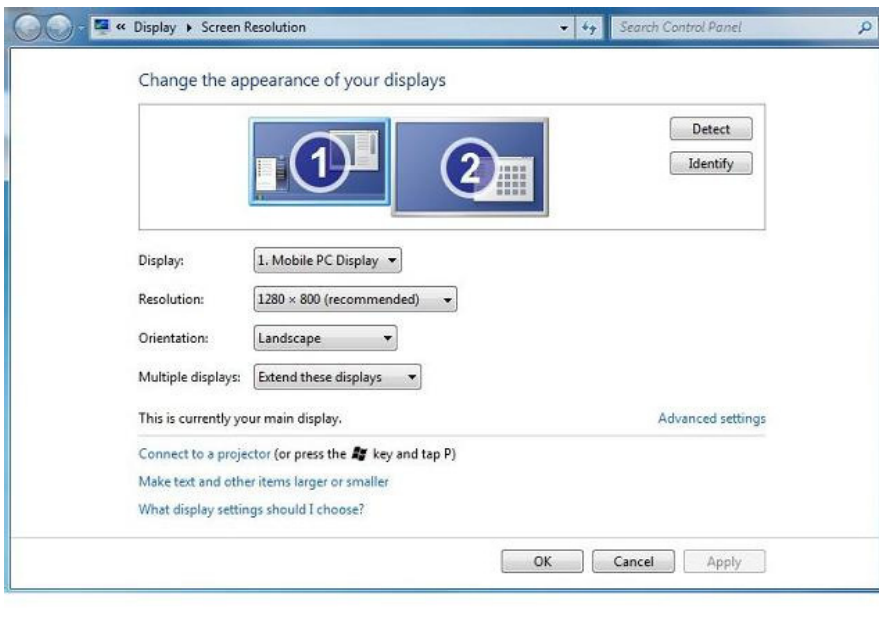 « Display ▸ Screen Resolution Search Control Panel
Change the appearance of your displays
1 2
Detect
Identify
Display: 1. Mobile PC Display
Resolution: 1280 × 800 (recommended)
Orientation: Landscape
Multiple displays: Extend these displays
This is currently your main display. Advanced settings
Connect to a projector (or press the key and tap P)
Make text and other items larger or smaller
What display settings should I choose?
OK Cancel Apply